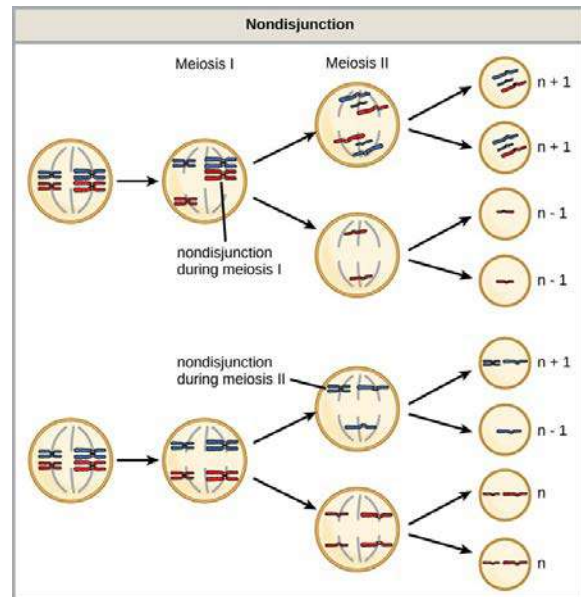 Nondisjunction
Meiosis I
Meiosis II
n + 1
n + 1
nondisjunction
during meiosis I
n - 1
n - 1
nondisjunction
during meiosis II
n + 1
n - 1
n
n